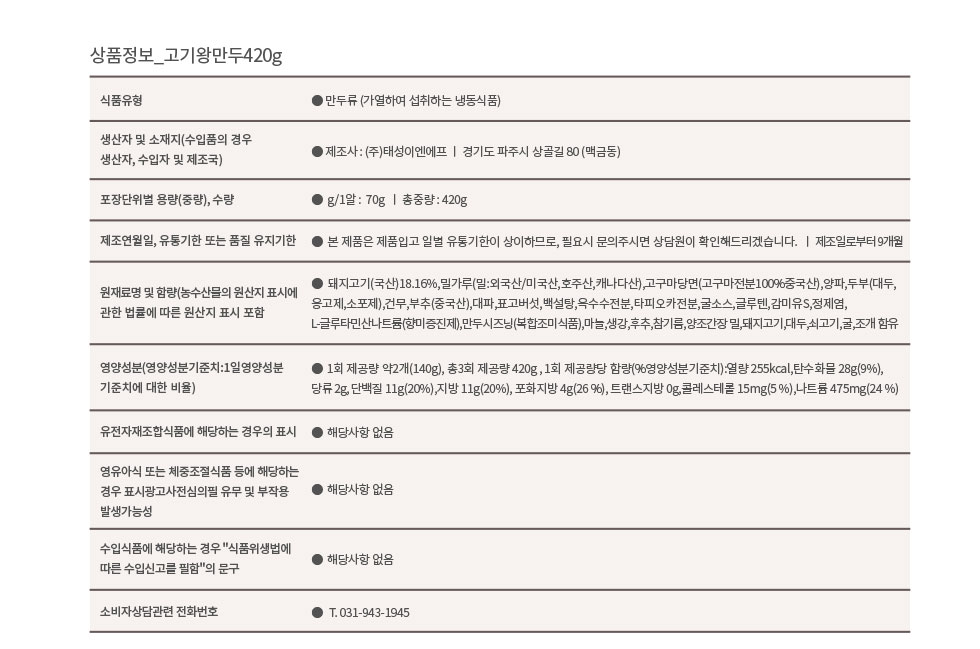 상품정보_고기왕만두420g
식품유형
● 만두류 (가열하여 섭취하는 냉동식품)
생산자 및 소재지(수입품의 경우
생산자, 수입자 및 제조국)
● 제조사 : (주)태성이엔에프 ㅣ 경기도 파주시 상골길 80 (맥금동)
포장단위별 용량(중량), 수량
● g/1알 : 70g ㅣ 총중량 : 420g
제조연월일, 유통기한 또는 품질 유지기한
● 본 제품은 제품입고 일별 유통기한이 상이하므로, 필요시 문의주시면 상담원이 확인해드리겠습니다. ㅣ 제조일로부터 9개월
원재료명 및 함량(농수산물의 원산지 표시에
관한 법률에 따른 원산지 표시 포함
● 돼지고기(국산)18.16%,밀가루(밀:외국산/미국산,호주산,캐나다산),고구마당면(고구마전분100%중국산),양파,두부(대두,
응고제,소포제),건무,부추(중국산),대파,표고버섯,백설탕,옥수수전분,타피오카전분,굴소스,글루텐,감미유S,정제염,
L-글루타민산나트륨(향미증진제),만두시즈닝(복합조미식품),마늘,생강,후추,참기름,양조간장 밀,돼지고기,대두,쇠고기,굴,조개 함유
영양성분(영양성분기준치:1일영양성분
기준치에 대한 비율)
● 1회 제공량 약2개(140g), 총3회 제공량 420g , 1회 제공량당 함량(%영양성분기준치):열량 255kcal,탄수화물 28g(9%),
당류 2g, 단백질 11g(20%),지방 11g(20%), 포화지방 4g(26 %), 트랜스지방 0g,콜레스테롤 15mg(5 %),나트륨 475mg(24 %)
유전자재조합식품에 해당하는 경우의 표시
● 해당사항 없음
영유아식 또는 체중조절식품 등에 해당하는
경우 표시광고사전심의필 유무 및 부작용
발생가능성
● 해당사항 없음
수입식품에 해당하는 경우 "식품위생법에
따른 수입신고를 필함"의 문구
● 해당사항 없음
소비자상담관련 전화번호
● T. 031-943-1945